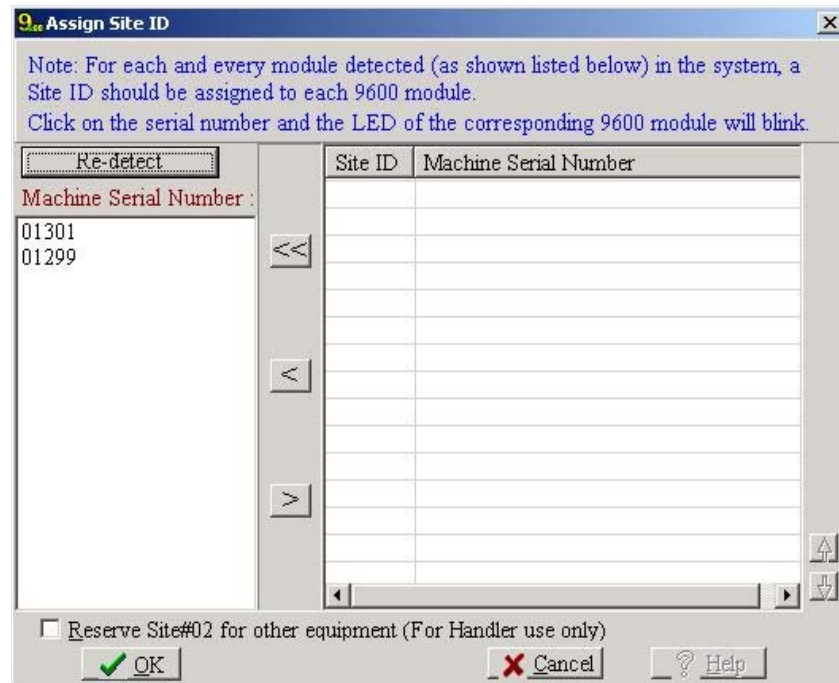 Assign Site ID
Note: For each and every module detected (as shown listed below) in the system, a
Site ID should be assigned to each 9600 module.
Click on the serial number and the LED of the corresponding 9600 module will blink.
Re-detect
Machine Serial Number :
01301
01299
<<
<
>
Site ID Machine Serial Number
Reserve Site#02 for other equipment (For Handler use only)
OK
Cancel
? Help